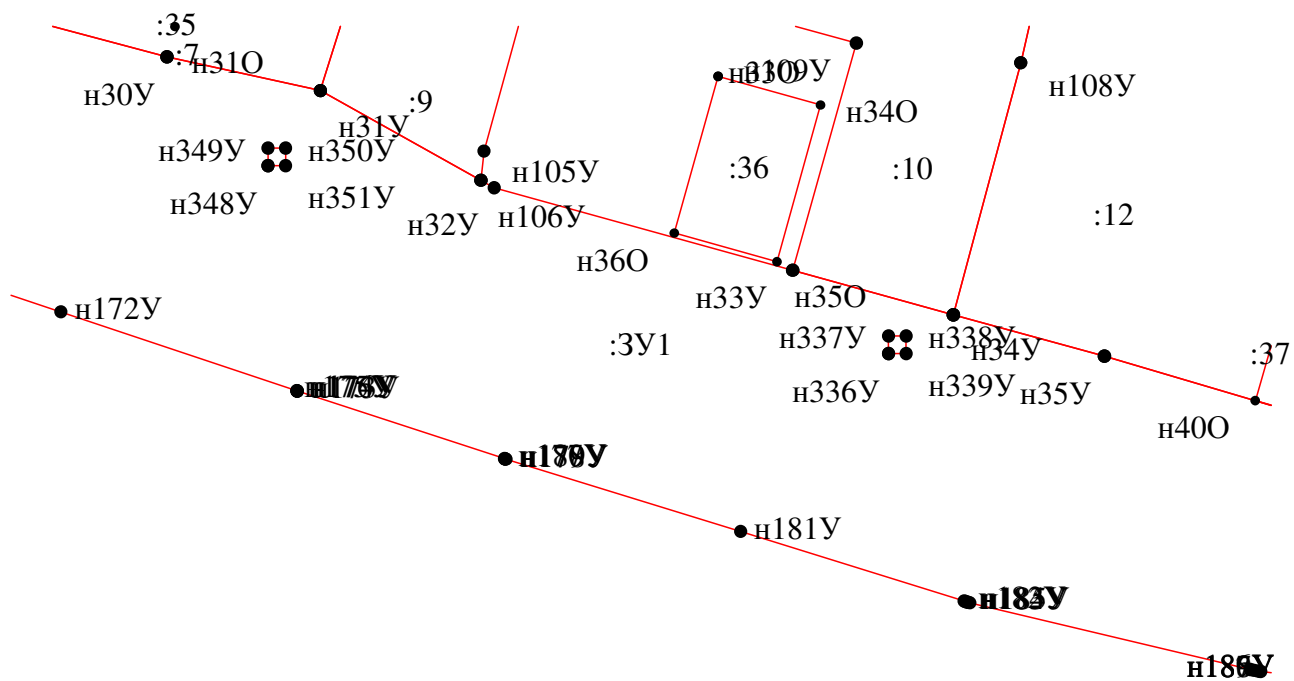 :35
:7
н31О
н30У
:9
н109У
н34О
н108У
н31У
н349У
н350У
н348У
н351У
н105У
н32У
н106У
:36
:10
:12
н36О
н33У
н35О
н172У
:ЗУ1
н337У
н338У
н34У
:37
н336У
н339У
н35У
н40О
н181У